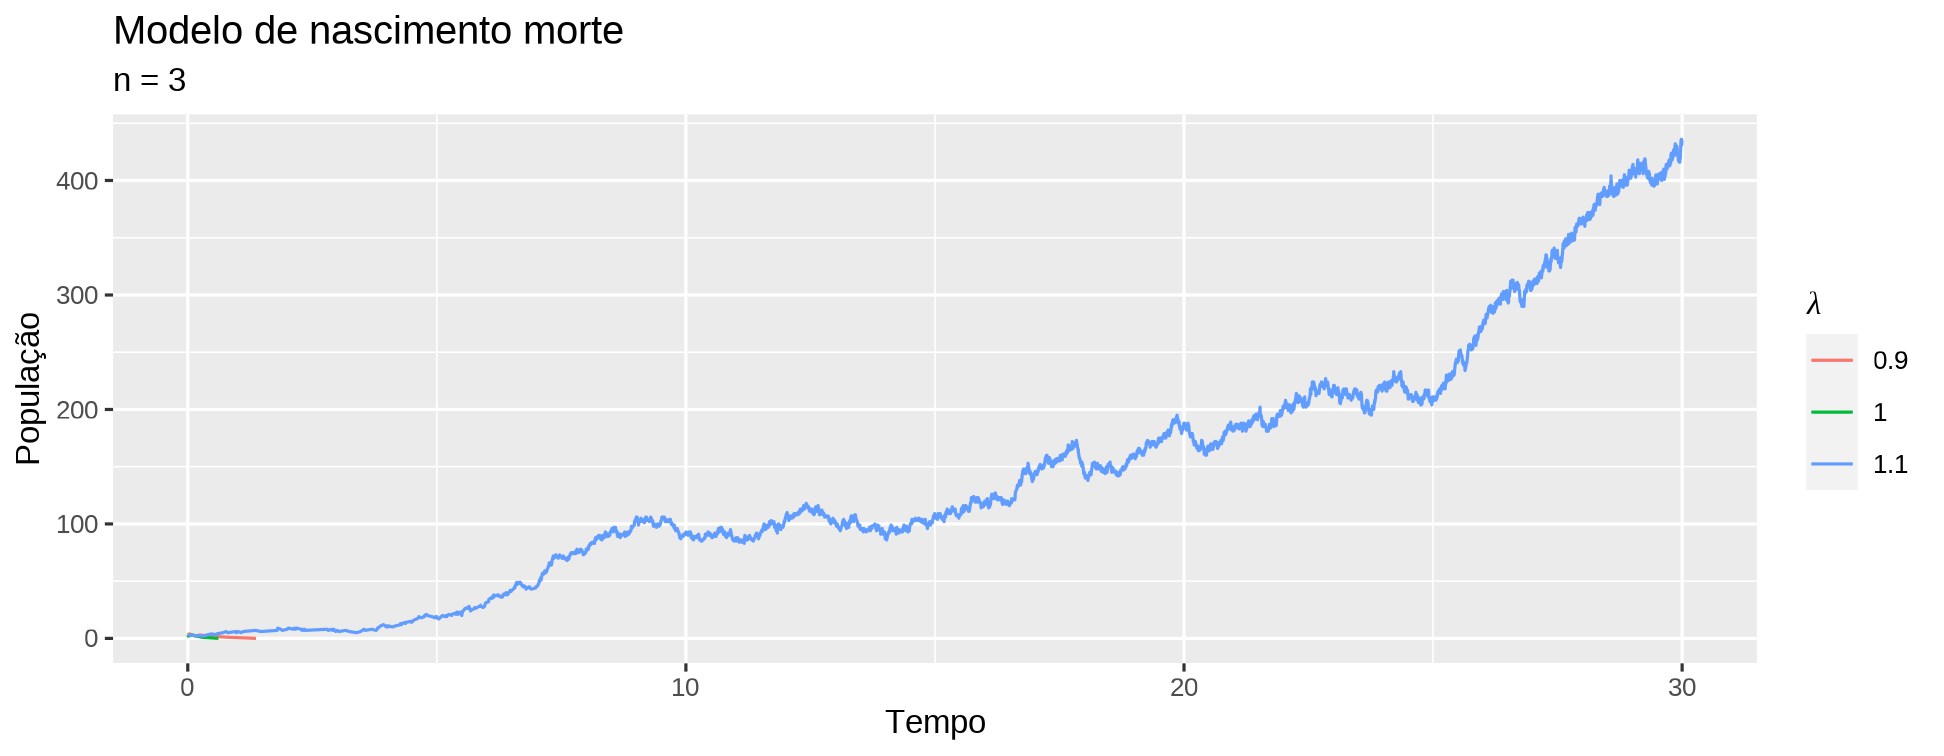 Modelo de nascimento morte
n = 3
População
400
300
200
100
0
0 10 20 30
Tempo
λ
0.9
1
1.1